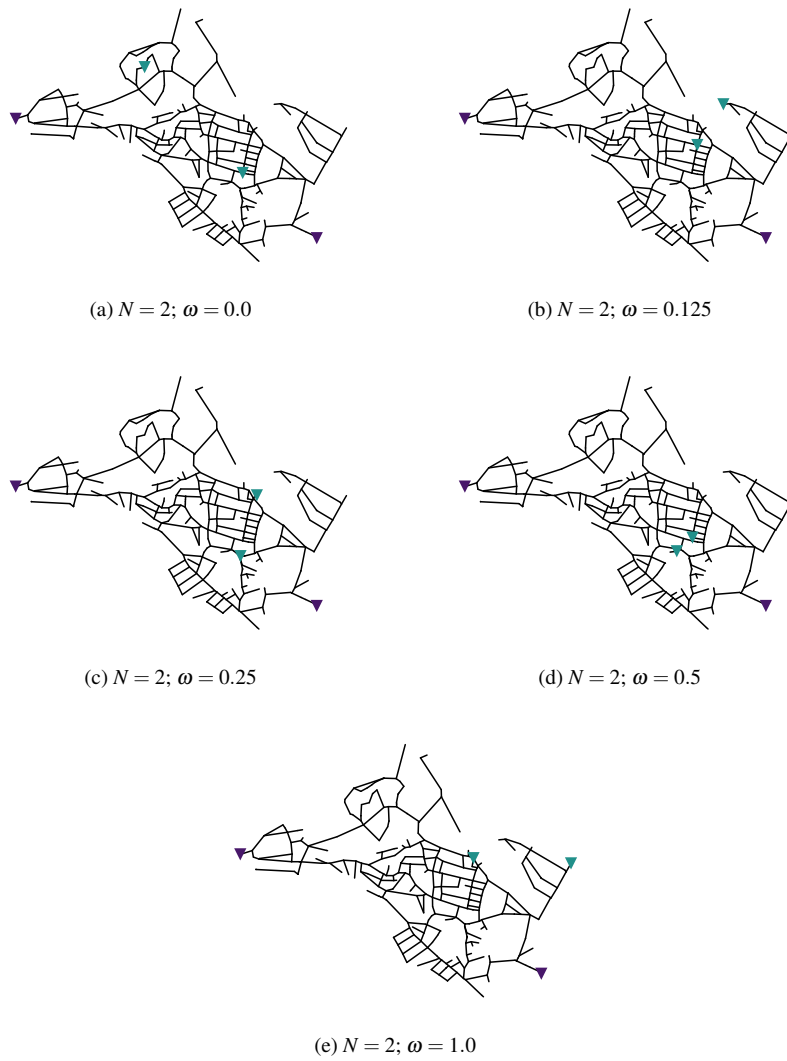 (a) N = 2; ω = 0.0
(b) N = 2; ω = 0.125
(c) N = 2; ω = 0.25
(d) N = 2; ω = 0.5
(e) N = 2; ω = 1.0